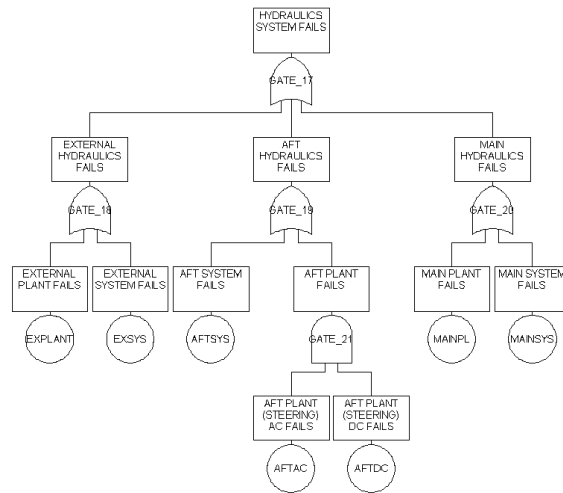 HYDRAULICS
SYSTEM FAILS
GATE_17
EXTERNAL
HYDRAULICS
FAILS
AFT
HYDRAULICS
FAILS
MAIN
HYDRAULICS
FAILS
GATE_18
GATE_19
GATE_20
EXTERNAL
PLANT FAILS
EXTERNAL
SYSTEM FAILS
AFT SYSTEM
FAILS
AFT PLANT
FAILS
MAIN PLANT
FAILS
MAIN SYSTEM
FAILS
EXPLANT
EXSYS
AFTSYS
GATE_21
MAINPL
MAINSYS
AFT PLANT
(STEERING)
AC FAILS
AFT PLANT
(STEERING)
DC FAILS
AFTAC
AFTDC